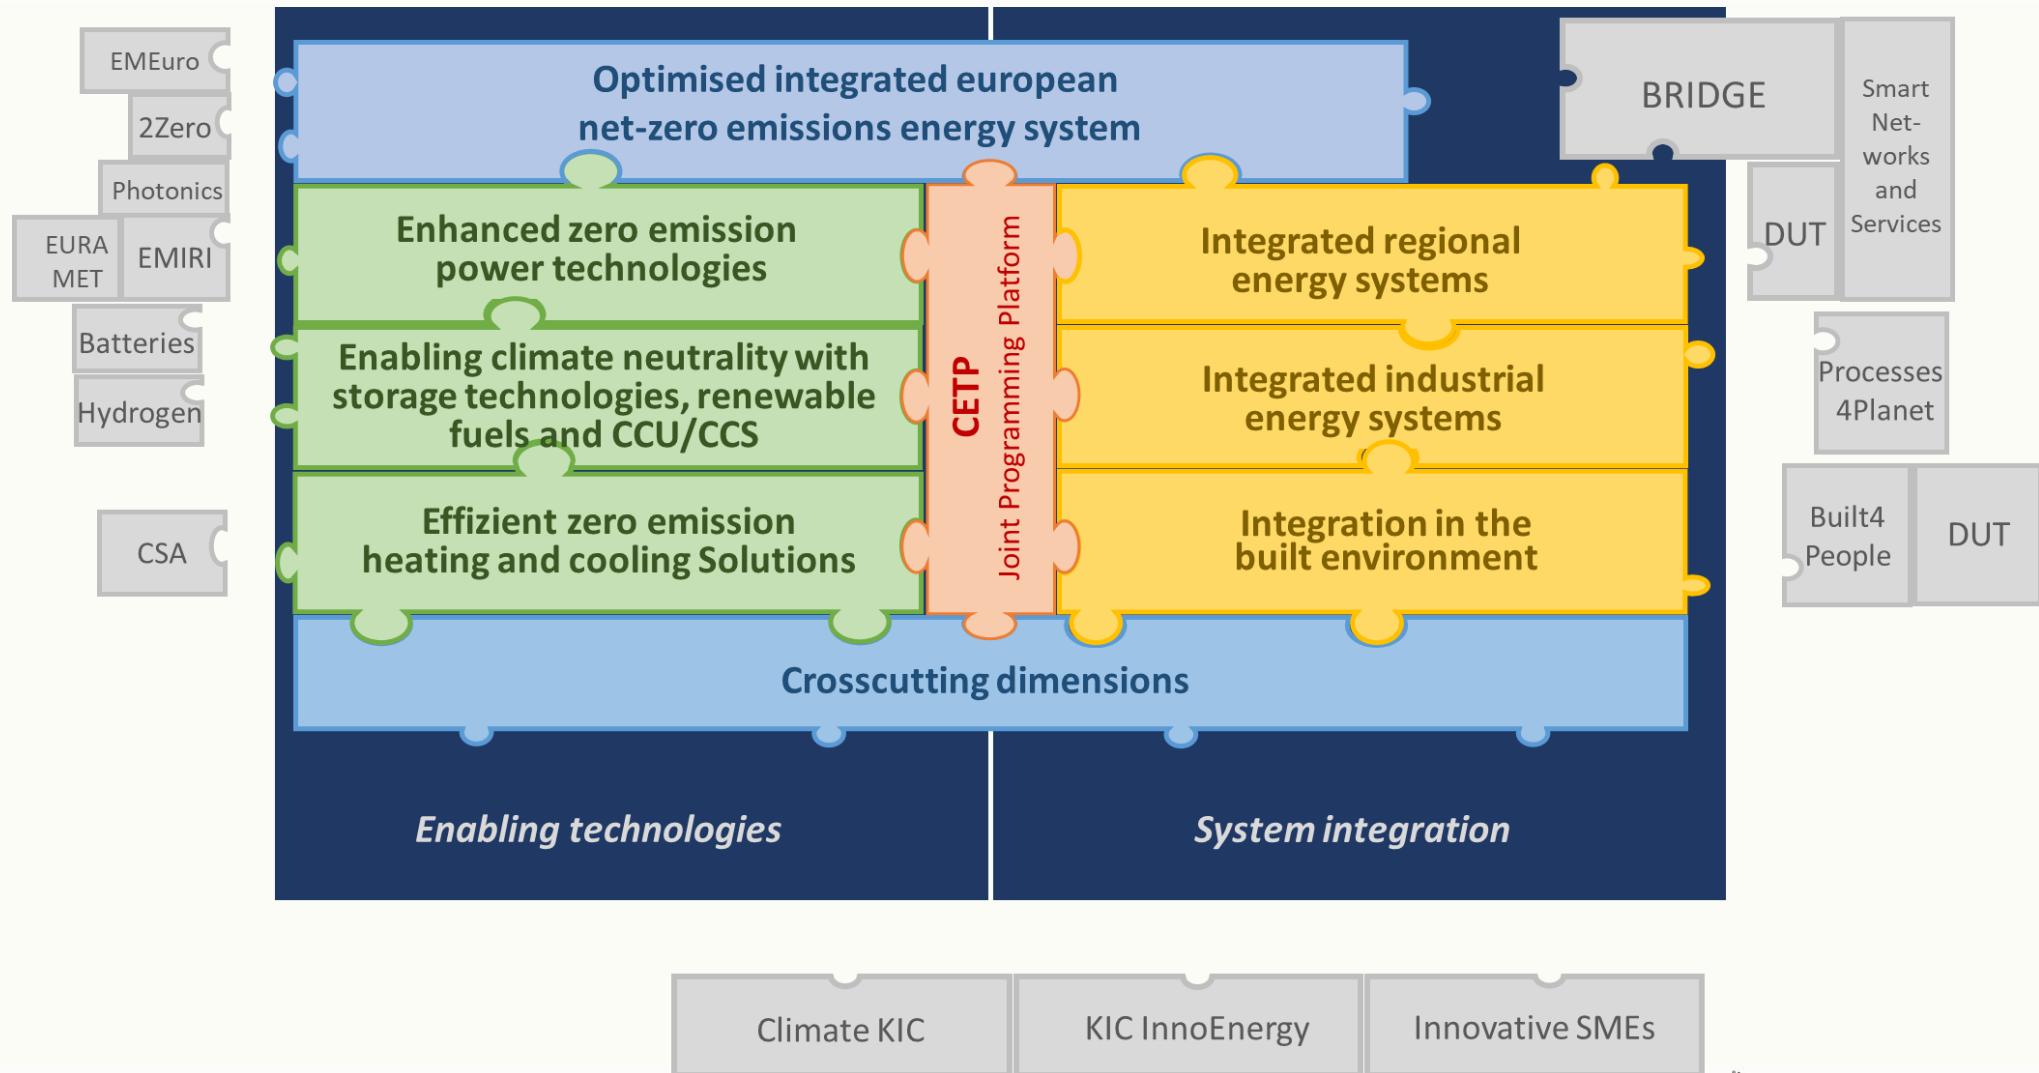 EMEuro
2Zero
Photonics
EURA
MET
EMIRI
Batteries
Hydrogen
CSA
Optimised integrated european
net-zero emissions energy system
Enhanced zero emission
power technologies
Enabling climate neutrality with
storage technologies, renewable
fuels and CCU/CCS
Effizient zero emission
heating and cooling Solutions
CETP
Joint Programming Platform
Integrated regional
energy systems
Integrated industrial
energy systems
Integration in the
built environment
Crosscutting dimensions
Enabling technologies
System integration
BRIDGE
Smart
Net-
works
and
Services
DUT
Processes
4Planet
Built4
People
DUT
Climate KIC
KIC InnoEnergy
Innovative SMEs